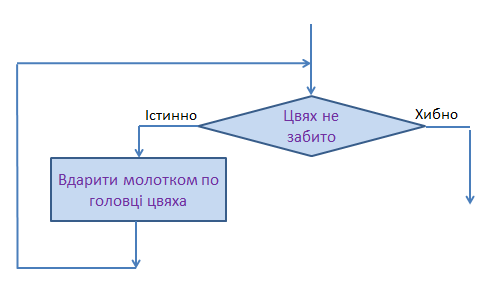 Цвях не
забито
Істинно
Хибно
Вдарити молотком по
головці цвяха